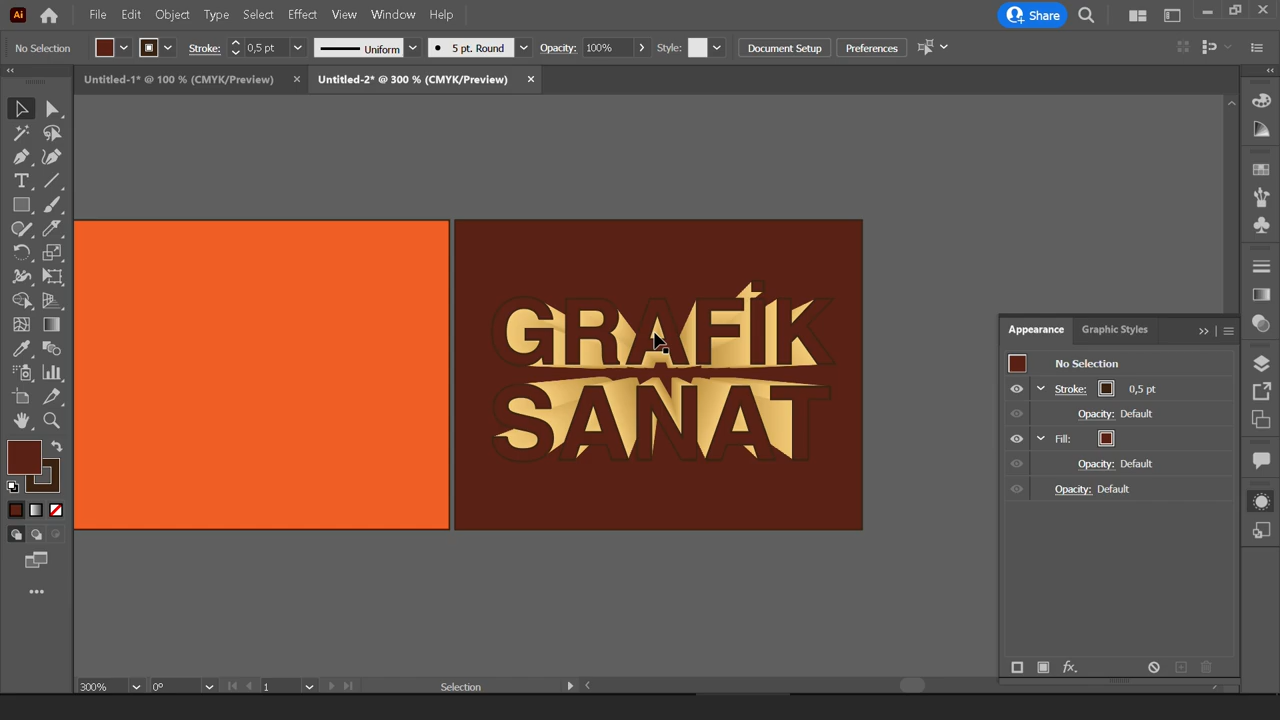 Ai
File Edit Object Type Select Effect View Window Help
Share
No Selection
Stroke:
0,5 pt
Uniform
5 pt. Round
Opacity:
100%
Style:
Document Setup
Preferences
Untitled-1* @ 100 % (CMYK/Preview)
Untitled-2* @ 300 % (CMYK/Preview)
GRAFİK
SANAT
Appearance
Graphic Styles
No Selection
Stroke: 0,5 pt
Opacity: Default
Fill:
Opacity: Default
Opacity: Default
fx.
300%
0°
1
Selection